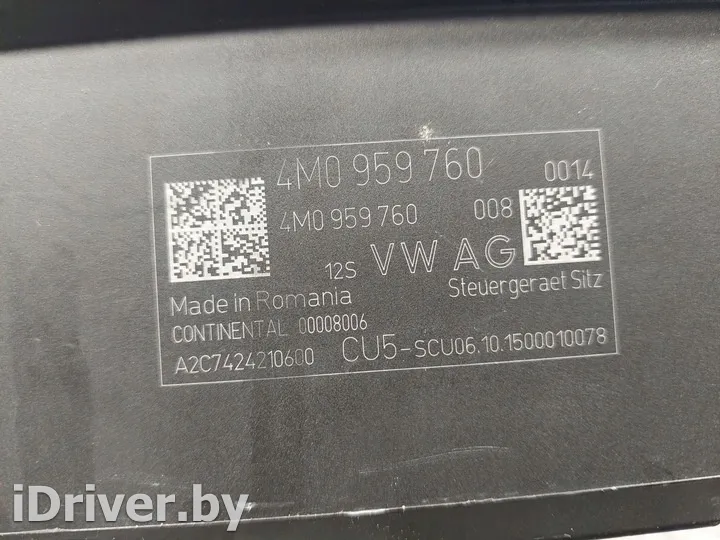 4M0 959 760 0014
4M0 959 760 008
12S VW AG
Made in Romania Steuergeraet Sitz
CONTINENTAL 00008006
A2C7424210600 CU5-SCU06.10.1500010078
iDriver.by